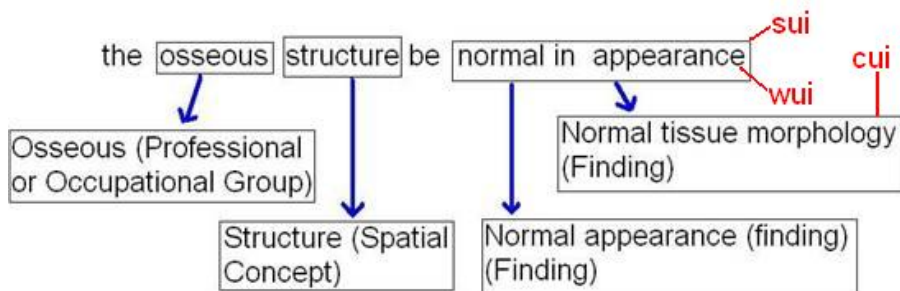 sui
the osseous structure be normal in appearance
cui
wui
Osseous (Professional
or Occupational Group)
Normal tissue morphology
(Finding)
Structure (Spatial
Concept)
Normal appearance (finding)
(Finding)